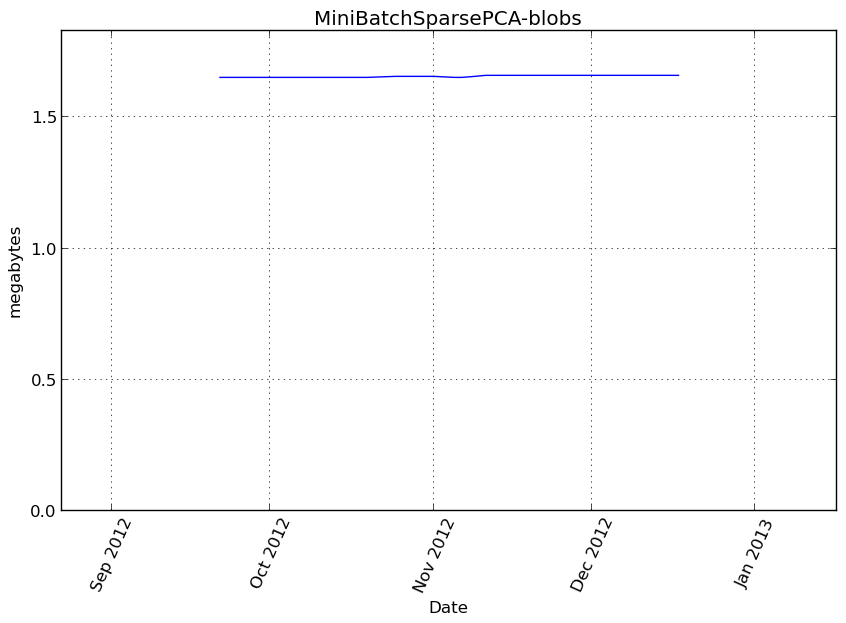 MiniBatchSparsePCA-blobs
megabytes
1.5
1.0
0.5
0.0
Sep 2012
Oct 2012
Nov 2012
Dec 2012
Jan 2013
Date